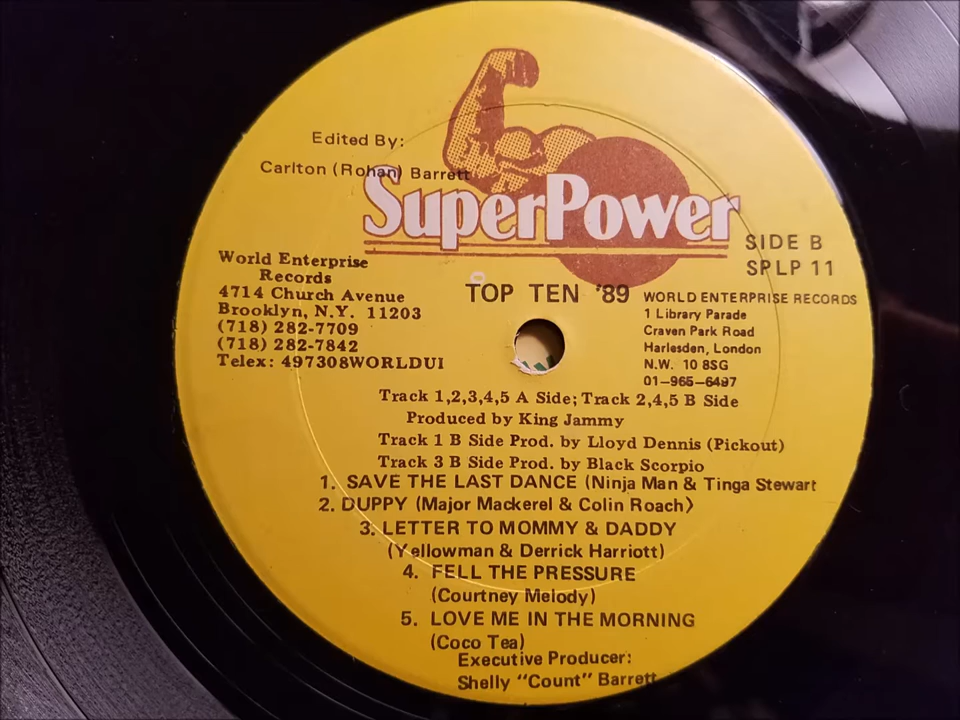 Edited By:
Carlton (Rohan) Barrett
SuperPower
SIDE B
SPLP 11
World Enterprise
Records
4714 Church Avenue
Brooklyn, N.Y. 11203
(718) 282-7709
(718) 282-7842
Telex: 497308WORLDUI
TOP TEN '89
WORLD ENTERPRISE RECORDS
1 Library Parade
Craven Park Road
Harlesden, London
N.W. 10 8SG
01-965-6497
Track 1,2,3,4,5 A Side; Track 2,4,5 B Side
Produced by King Jammy
Track 1 B Side Prod. by Lloyd Dennis (Pickout)
Track 3 B Side Prod. by Black Scorpio
1. SAVE THE LAST DANCE (Ninja Man & Tinga Stewart
2. DUPPY (Major Mackerel & Colin Roach)
3. LETTER TO MOMMY & DADDY
(Yellowman & Derrick Harriott)
4. FELL THE PRESSURE
(Courtney Melody)
5. LOVE ME IN THE MORNING
(Coco Tea)
Executive Producer:
Shelly "Count" Barrett